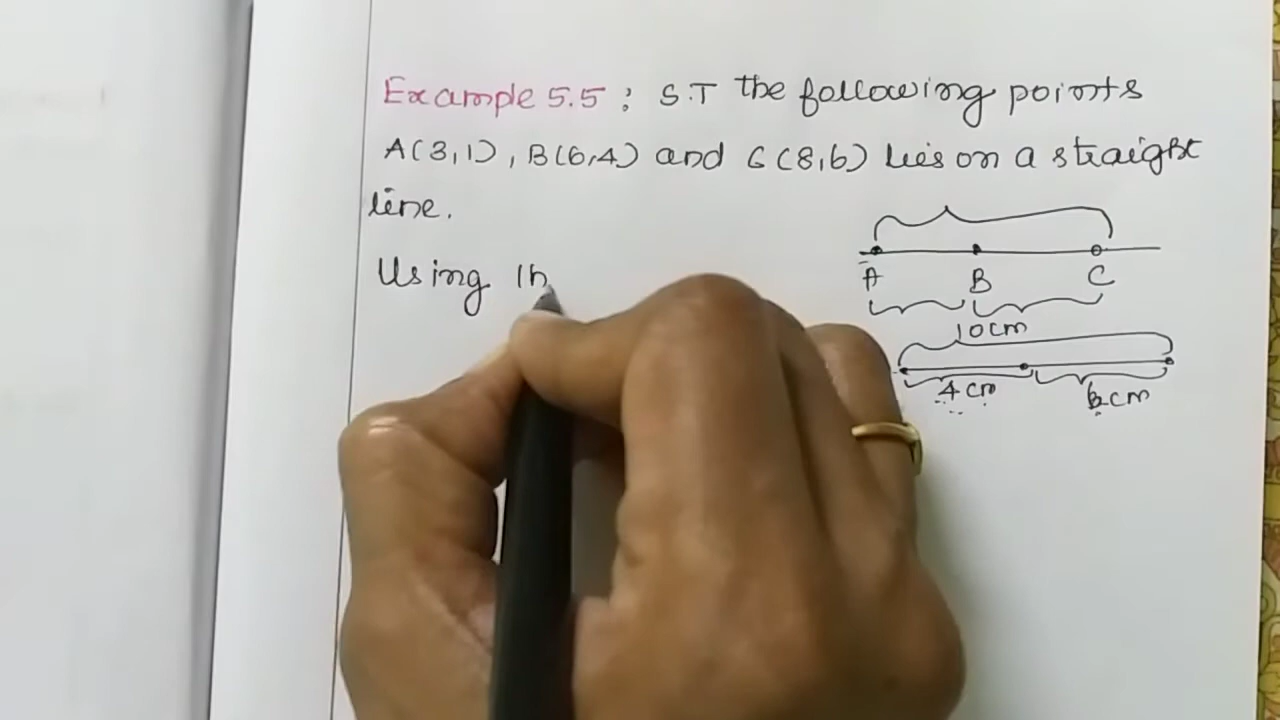 Example 5.5 : S.T the following points
A(3,1), B(6,4) and C(8,6) lies on a straight
line.
A B C
Using
10cm
4cm 6cm